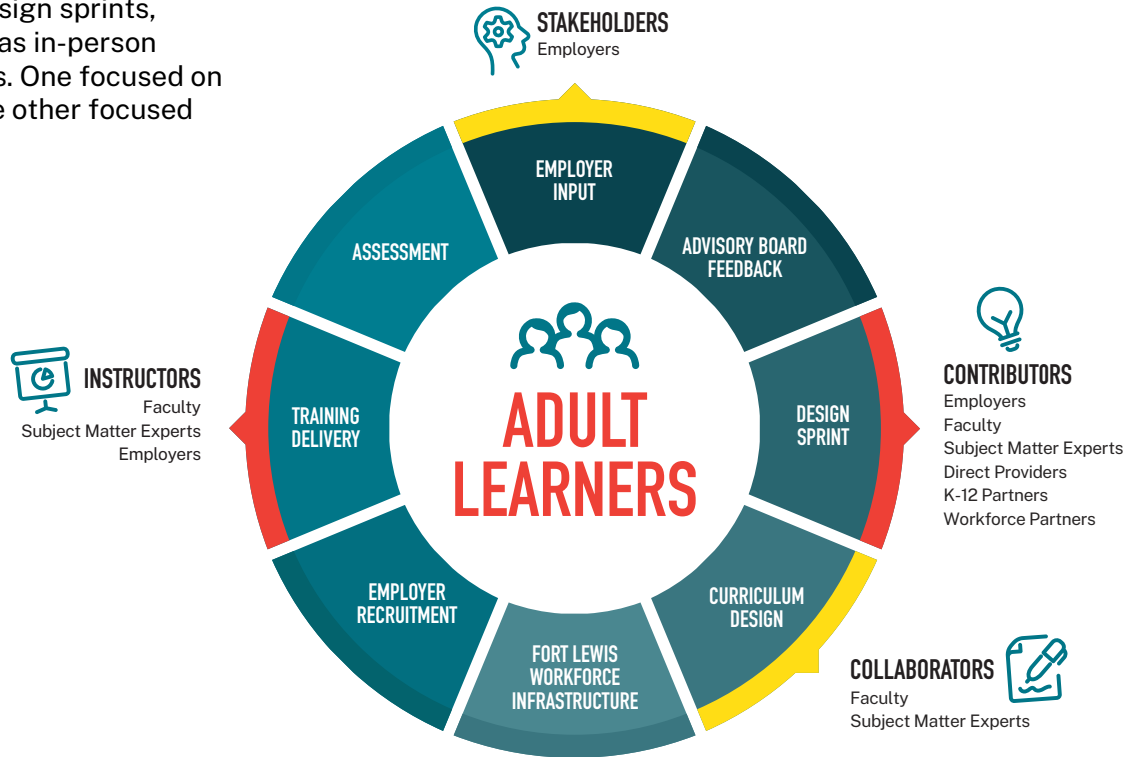 sign sprints,
as in-person
s. One focused on
e other focused
STAKEHOLDERS
Employers
EMPLOYER
INPUT
ADVISORY BOARD
FEEDBACK
ASSESSMENT
INSTRUCTORS
Faculty
Subject Matter Experts
Employers
TRAINING
DELIVERY
ADULT
LEARNERS
DESIGN
SPRINT
CONTRIBUTORS
Employers
Faculty
Subject Matter Experts
Direct Providers
K-12 Partners
Workforce Partners
EMPLOYER
RECRUITMENT
FORT LEWIS
WORKFORCE
INFRASTRUCTURE
CURRICULUM
DESIGN
COLLABORATORS
Faculty
Subject Matter Experts